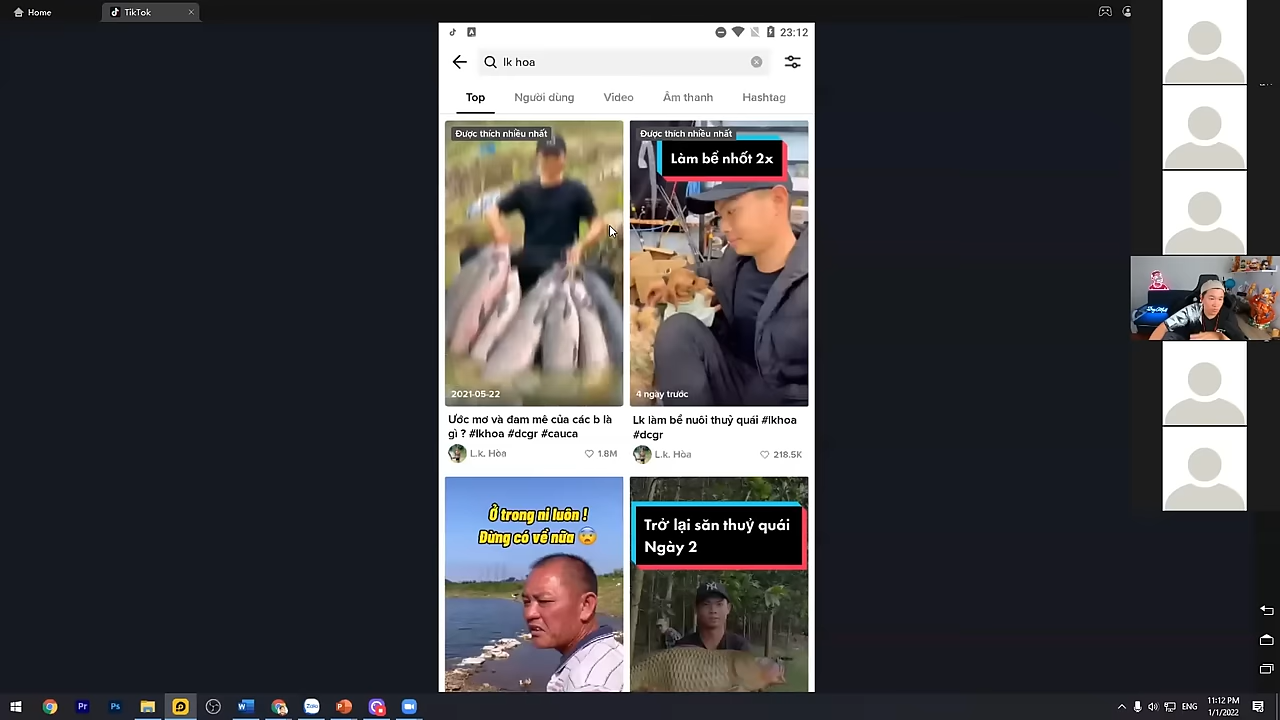 Home
TikTok
23:12
lk hoa
Top
Người dùng
Video
Âm thanh
Hashtag
Được thích nhiều nhất
2021-05-22
Ước mơ và đam mê của các b là
gì ? #lkhoa #dcgr #cauca
L.k. Hòa
1.8M
Được thích nhiều nhất
Làm bể nhốt 2x
4 ngày trước
Lk làm bể nuôi thuỷ quái #lkhoa
#dcgr
L.k. Hòa
218.5K
Ở trong ni luôn !
Đừng có về nữa
Trở lại săn thuỷ quái
Ngày 2
ENG
11:12 PM
1/1/2022